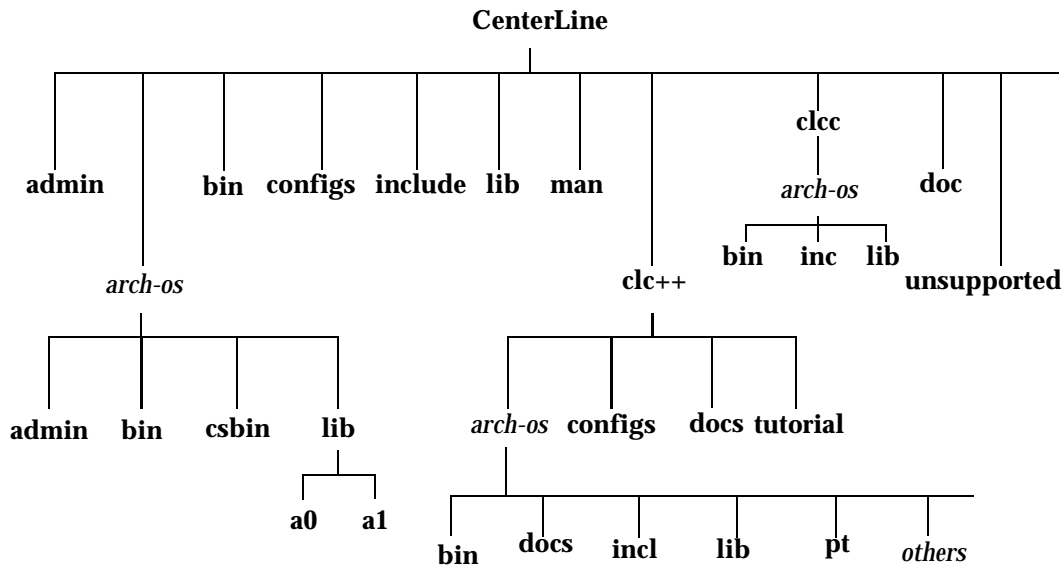 CenterLine
clcc
admin bin configs include lib man arch-os doc
bin inc lib
arch-os clc++ unsupported
admin bin csbin lib arch-os configs docs tutorial
a0 a1
bin docs incl lib pt others